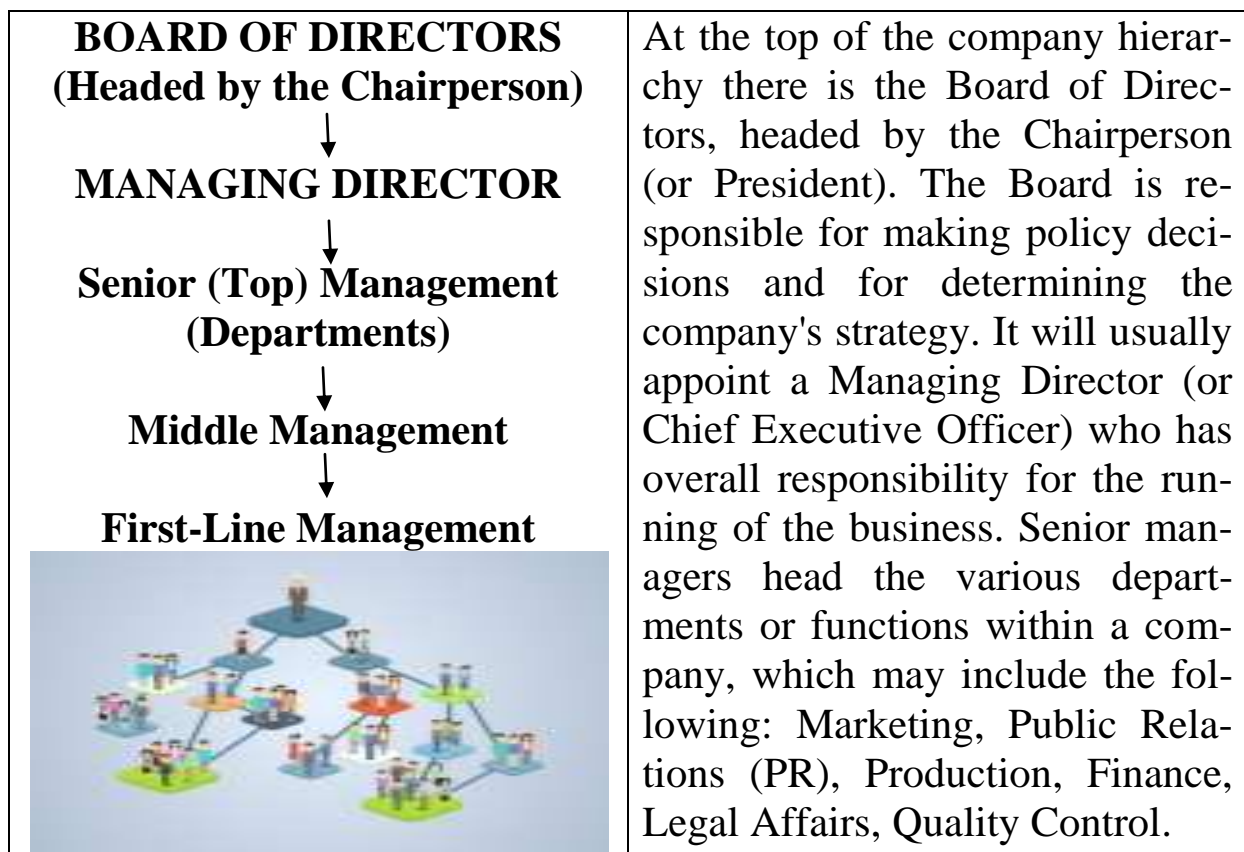 BOARD OF DIRECTORS
(Headed by the Chairperson)
MANAGING DIRECTOR
Senior (Top) Management
(Departments)
Middle Management
First-Line Management
At the top of the company hierar-
chy there is the Board of Direc-
tors, headed by the Chairperson
(or President). The Board is re-
sponsible for making policy deci-
sions and for determining the
company's strategy. It will usually
appoint a Managing Director (or
Chief Executive Officer) who has
overall responsibility for the run-
ning of the business. Senior man-
agers head the various depart-
ments or functions within a com-
pany, which may include the fol-
lowing: Marketing, Public Rela-
tions (PR), Production, Finance,
Legal Affairs, Quality Control.